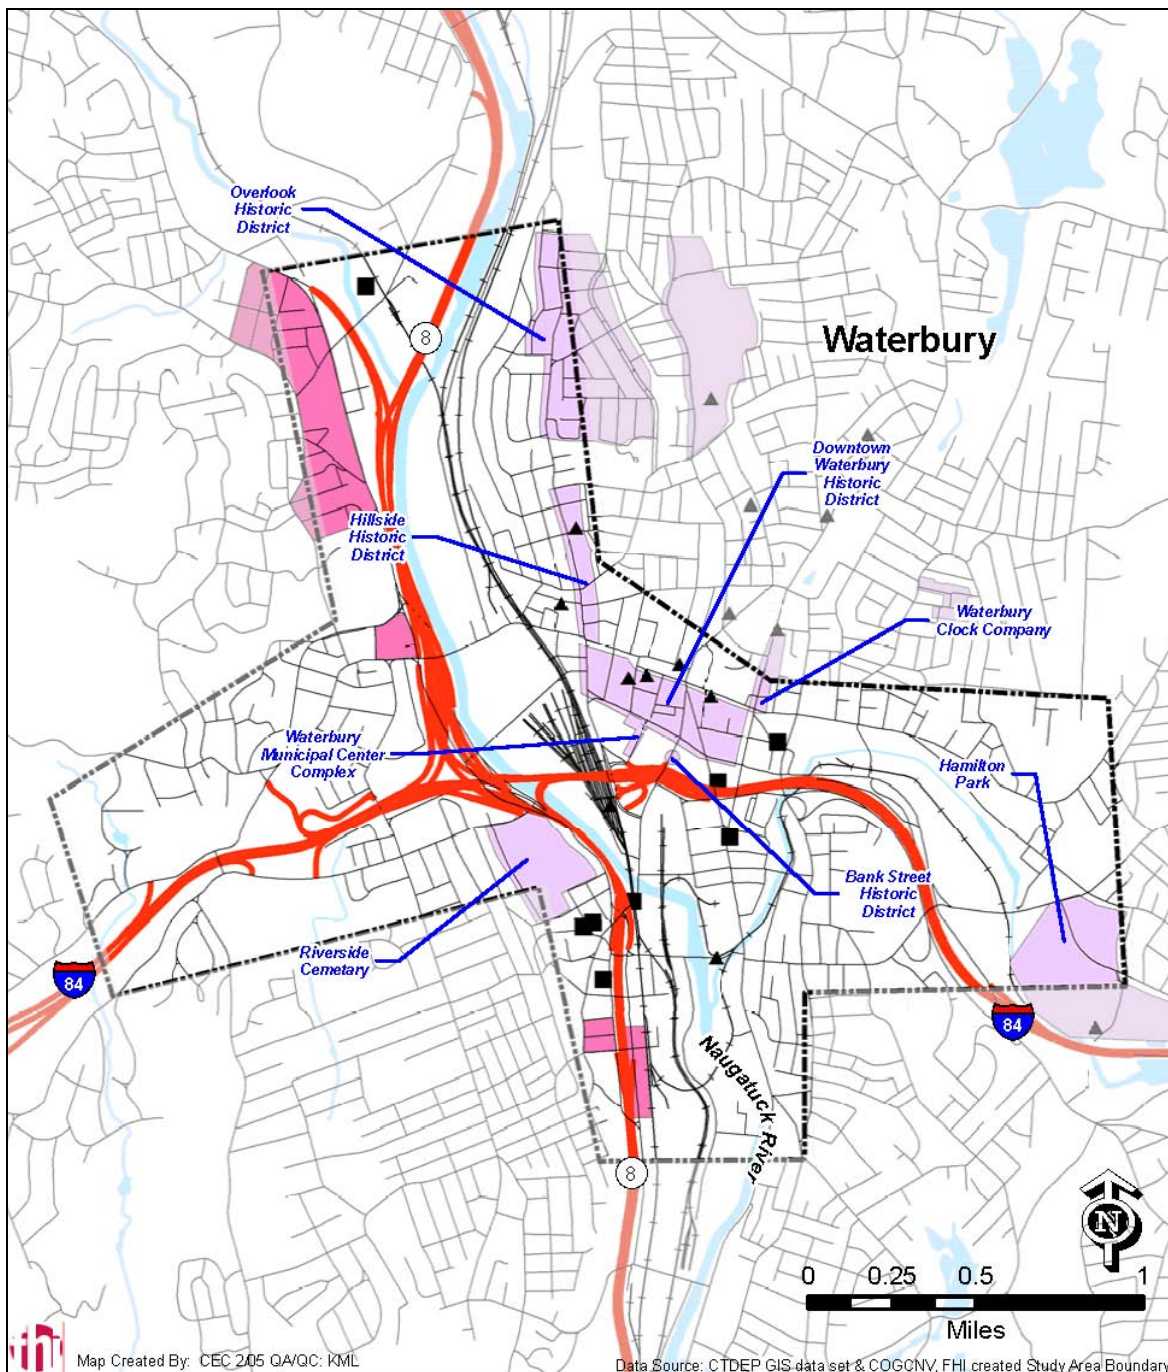 Overlook
Historic
District
8
Waterbury
Downtown
Waterbury
Historic
District
Hillside
Historic
District
Waterbury
Clock Company
Waterbury
Municipal Center
Complex
Hamilton
Park
Bank Street
Historic
District
Riverside
Cemetary
84
84
Naugatuck River
8
N
0 0.25 0.5 1
Miles
fhi
Map Created By: CEC 2/05 QA/QC: KML
Data Source: CTDEP GIS data set & COGCNV, FHI created Study Area Boundary